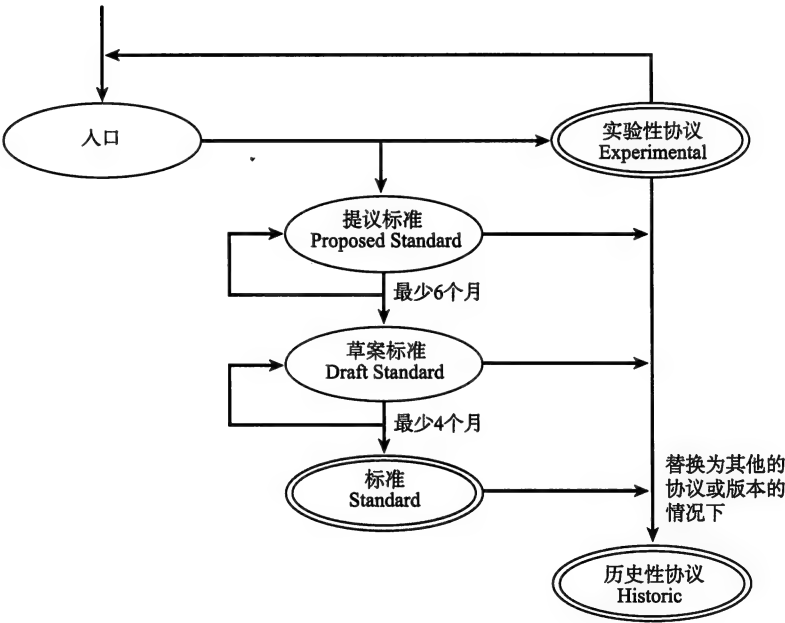 入口
实验性协议
Experimental
提议标准
Proposed Standard
最少6个月
草案标准
Draft Standard
最少4个月
标准
Standard
替换为其他的
协议或版本的
情况下
历史性协议
Historic